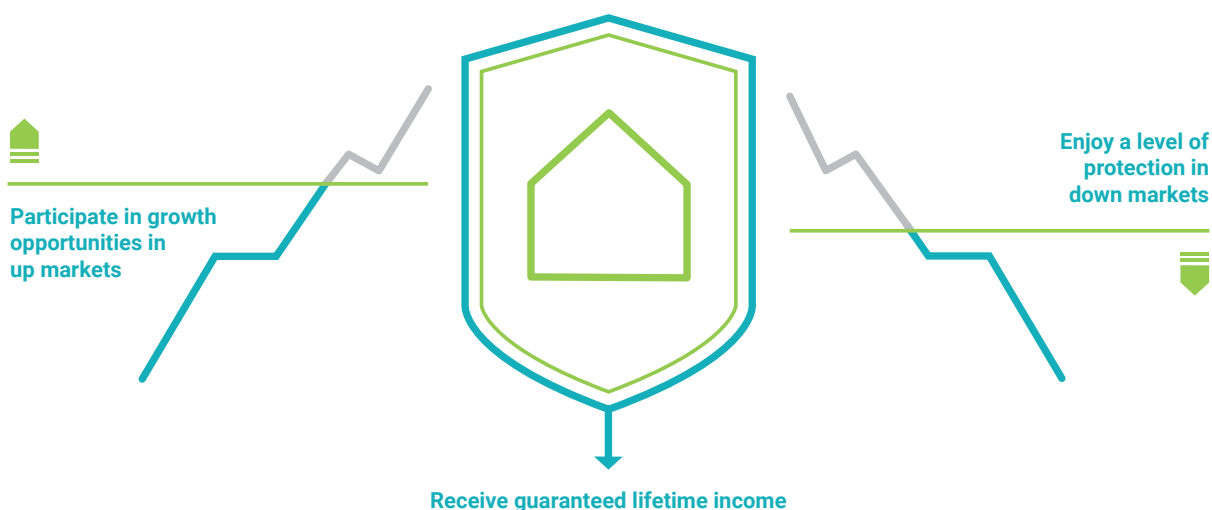 Participate in growth
opportunities in
up markets
Enjoy a level of
protection in
down markets
Receive guaranteed lifetime income